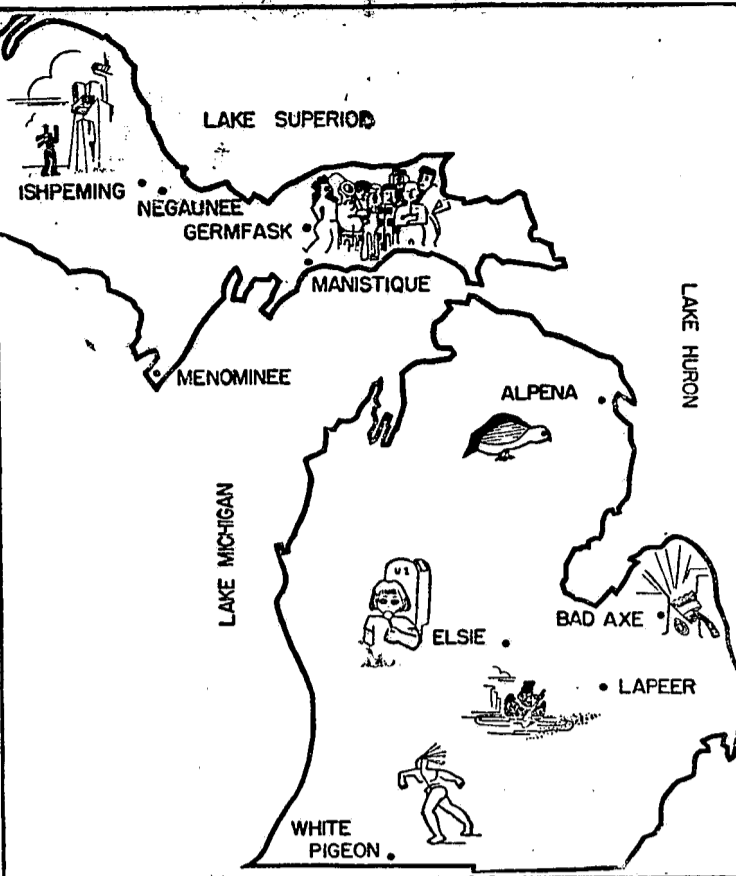 LAKE SUPERIOR
ISHPEMING
NEGAUNEE
GERMFASK
MANISTIQUE
MENOMINEE
LAKE HURON
ALPENA
LAKE MICHIGAN
BAD AXE
ELSIE
LAPEER
WHITE
PIGEON